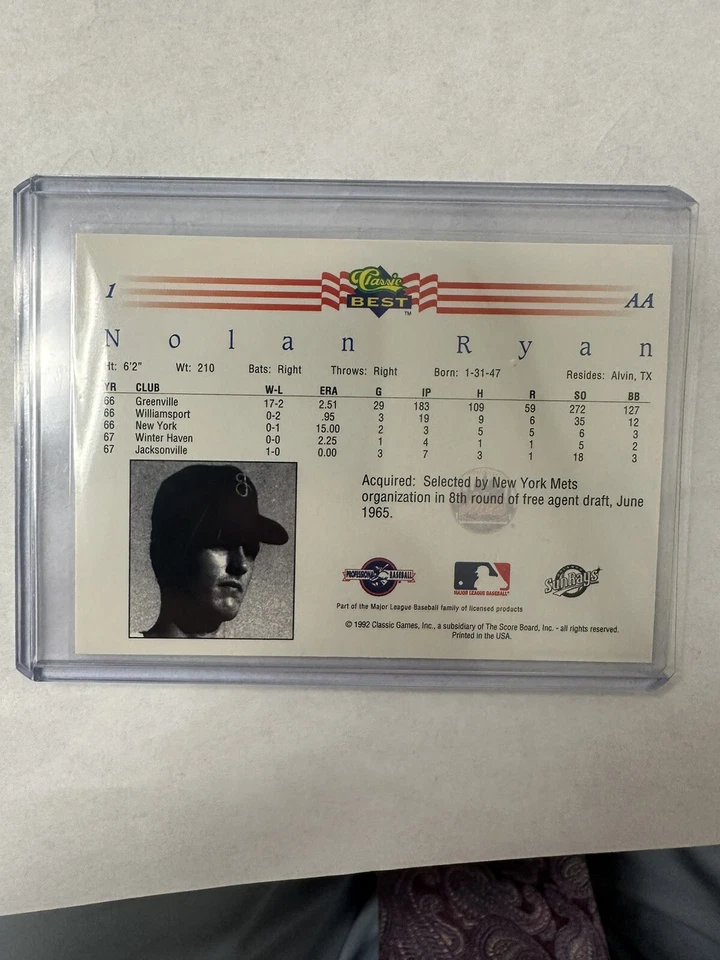 Classic
BEST™
1 AA
Nolan Ryan
Ht: 6'2" Wt: 210 Bats: Right Throws: Right Born: 1-31-47 Resides: Alvin, TX
YR CLUB W-L ERA G IP H R SO BB
66 Greenville 17-2 2.51 29 183 109 59 272 127
66 Williamsport 0-2 .95 3 19 9 6 35 12
66 New York 0-1 15.00 2 3 5 5 6 3
67 Winter Haven 0-0 2.25 1 4 1 1 5 2
67 Jacksonville 1-0 0.00 3 7 3 1 18 3
Acquired: Selected by New York Mets
organization in 8th round of free agent draft, June
1965.
PROFESSIONAL BASEBALL
MAJOR LEAGUE BASEBALL
SunRays
Part of the Major League Baseball family of licensed products
© 1992 Classic Games, Inc., a subsidiary of The Score Board, Inc. - all rights reserved.
Printed in the USA.